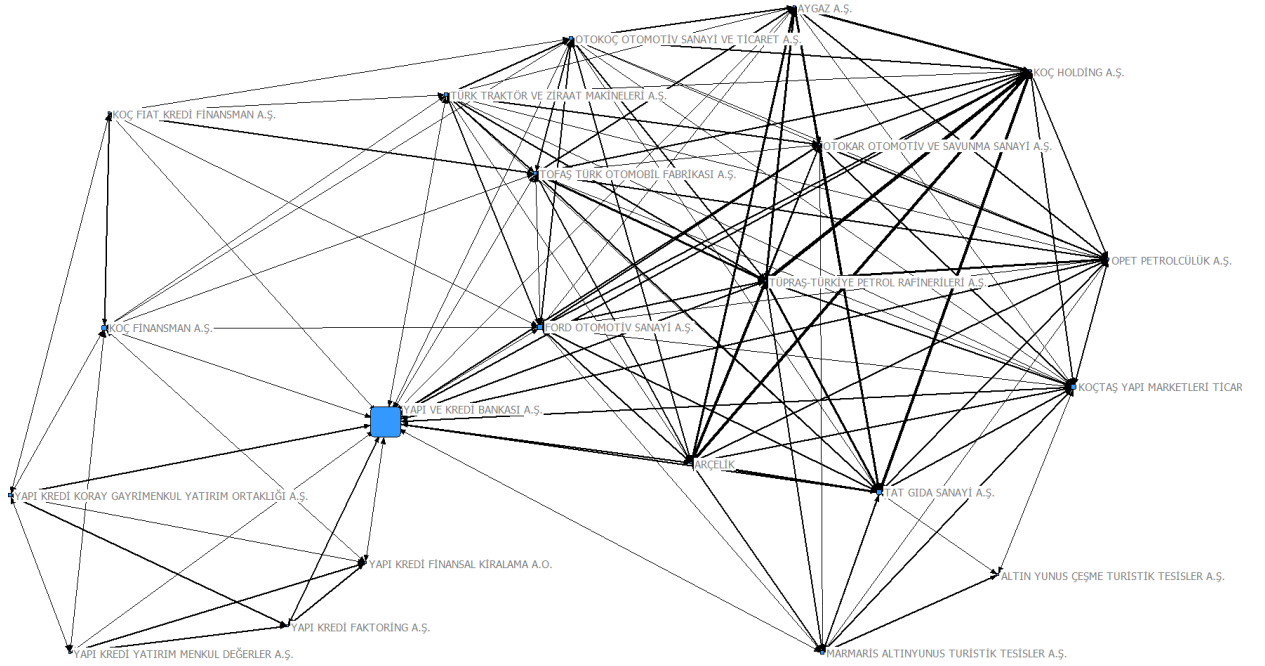 AYGAZ A.Ş.
OTOKOÇ OTOMOTİV SANAYİ VE TİCARET A.Ş.
KOÇ HOLDİNG A.Ş.
TÜRK TRAKTÖR VE ZİRAAT MAKİNELERİ A.Ş.
KOÇ FIAT KREDİ FİNANSMAN A.Ş.
OTOKAR OTOMOTİV VE SAVUNMA SANAYİ A.Ş.
TOFAŞ TÜRK OTOMOBİL FABRİKASI A.Ş.
OPET PETROLCÜLÜK A.Ş.
TÜPRAŞ-TÜRKİYE PETROL RAFİNERİLERİ A.Ş.
KOÇ FİNANSMAN A.Ş.
FORD OTOMOTİV SANAYİ A.Ş.
KOÇTAŞ YAPI MARKETLERİ TİCAR
YAPI VE KREDİ BANKASI A.Ş.
ARÇELİK
TAT GIDA SANAYİ A.Ş.
YAPI KREDİ KORAY GAYRİMENKUL YATIRIM ORTAKLIĞI A.Ş.
YAPI KREDİ FİNANSAL KİRALAMA A.O.
ALTIN YUNUS ÇEŞME TURİSTİK TESİSLER A.Ş.
YAPI KREDİ FAKTORİNG A.Ş.
YAPI KREDİ YATIRIM MENKUL DEĞERLER A.Ş.
MARMARİS ALTINYUNUS TURİSTİK TESİSLER A.Ş.